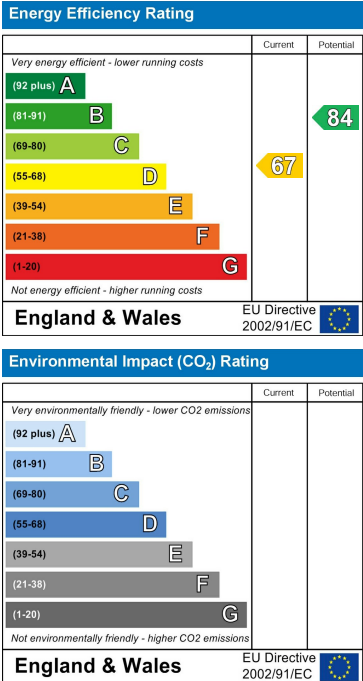 Energy Efficiency Rating
Current Potential
Very energy efficient - lower running costs
(92 plus) A
(81-91) B
84
(69-80) C
(55-68) D
67
(39-54) E
(21-38) F
(1-20) G
Not energy efficient - higher running costs
England & Wales
EU Directive
2002/91/EC
Environmental Impact (CO2) Rating
Current Potential
Very environmentally friendly - lower CO2 emissions
(92 plus) A
(81-91) B
(69-80) C
(55-68) D
(39-54) E
(21-38) F
(1-20) G
Not environmentally friendly - higher CO2 emissions
England & Wales
EU Directive
2002/91/EC